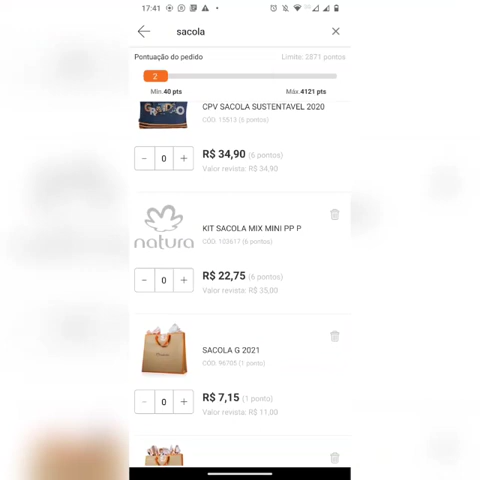 17:41
sacola
Pontuação do pedido
Limite: 2871 pontos
2
Mín.40 pts
Máx.4121 pts
CPV SACOLA SUSTENTAVEL 2020
CÓD: 15513 (6 pontos)
- 0 +
R$ 34,90 (6 pontos)
Valor revista: R$ 34,90
natura
KIT SACOLA MIX MINI PP P
CÓD: 103617 (6 pontos)
- 0 +
R$ 22,75 (6 pontos)
Valor revista: R$ 35,00
SACOLA G 2021
CÓD: 96705 (1 ponto)
- 0 +
R$ 7,15 (1 ponto)
Valor revista: R$ 11,00